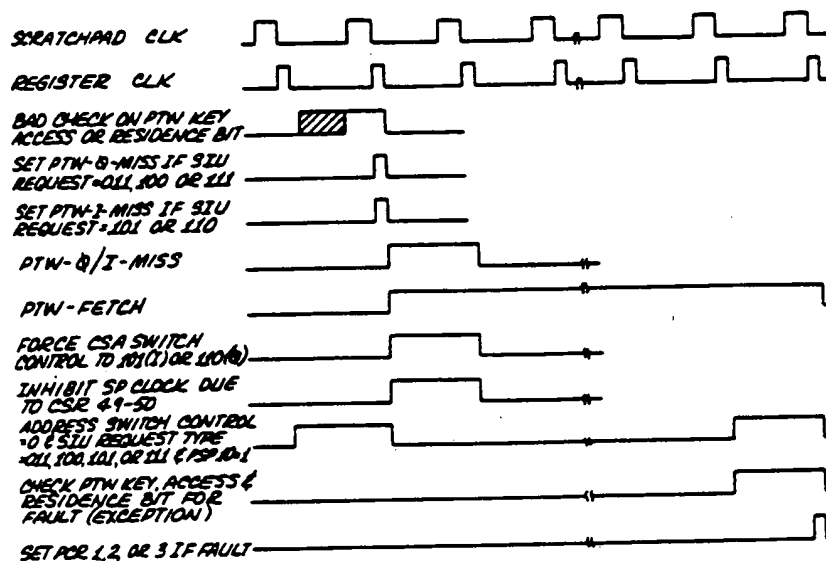 SCRATCHPAD CLK
REGISTER CLK
BAD CHECK ON PTW KEY
ACCESS OR RESIDENCE BIT
SET PTW-Q-MISS IF SIU
REQUEST=011, 100 OR 111
SET PTW-I-MISS IF SIU
REQUEST=101 OR 110
PTW-Q/I-MISS
PTW-FETCH
FORCE CSA SWITCH
CONTROL TO 101(I) OR 110(Q)
INHIBIT SP CLOCK DUE
TO CSR 49-50
ADDRESS SWITCH CONTROL
=0 & SIU REQUEST TYPE
=011, 100, 101, OR 111 & PSP 10=1
CHECK PTW KEY, ACCESS &
RESIDENCE BIT FOR
FAULT (EXCEPTION)
SET PCR 1, 2, OR 3 IF FAULT